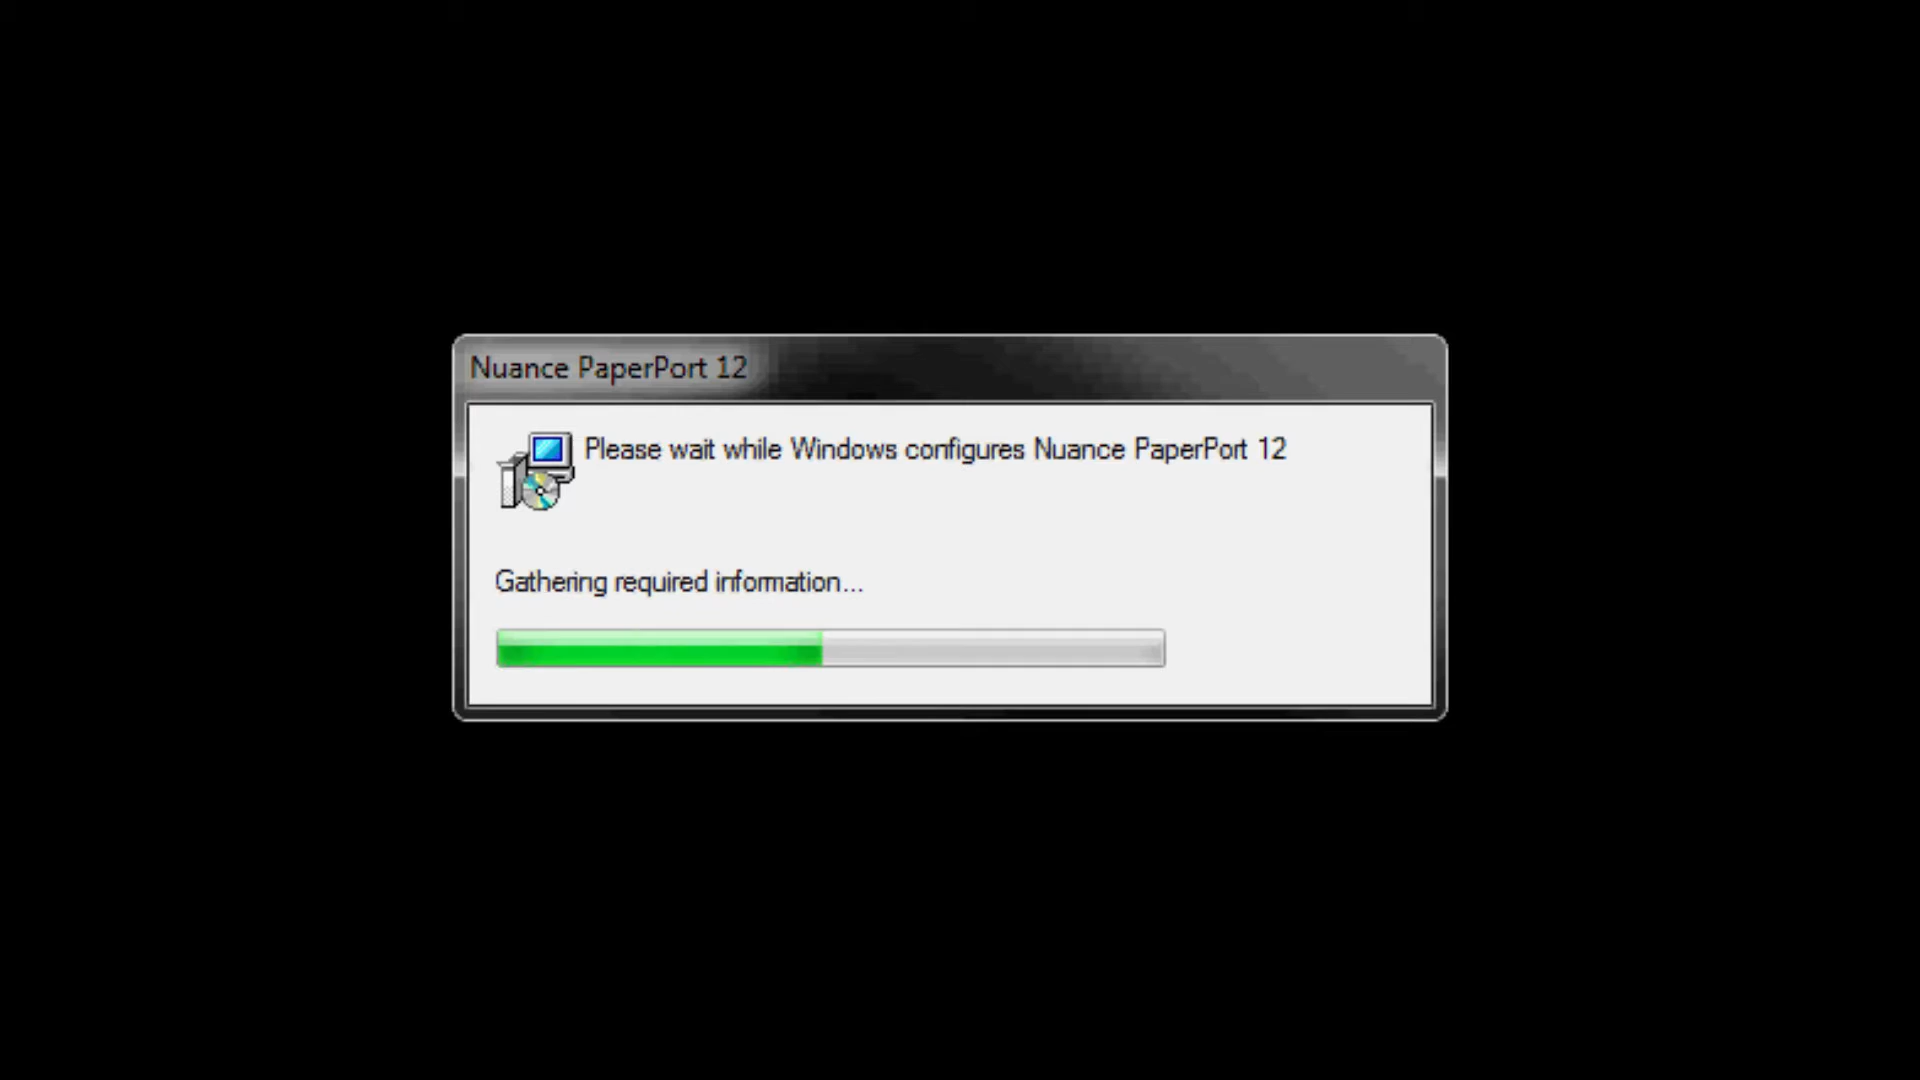 Nuance PaperPort 12
Please wait while Windows configures Nuance PaperPort 12
Gathering required information...